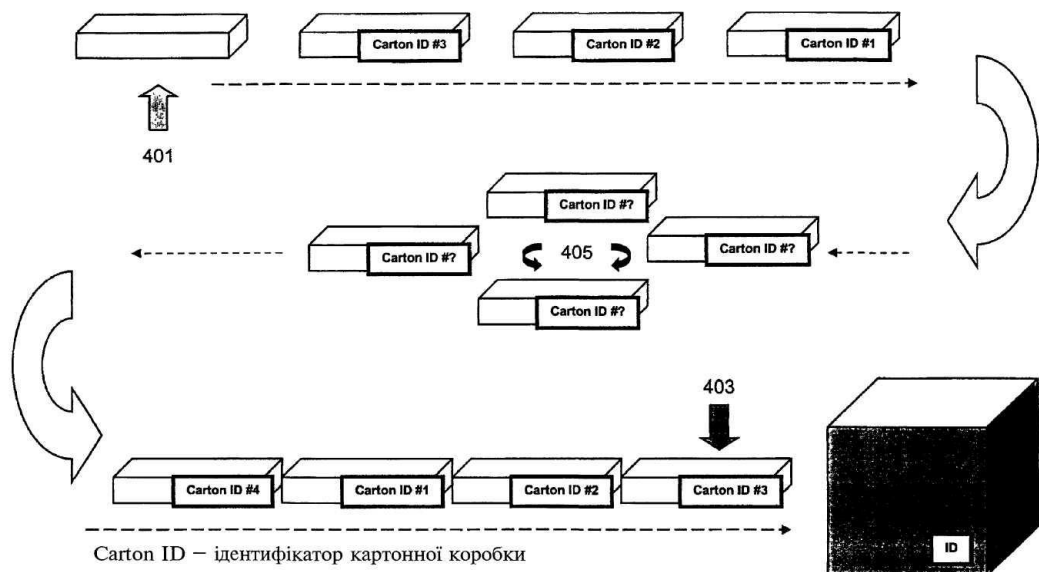 Carton ID #3
Carton ID #2
Carton ID #1
401
Carton ID #?
Carton ID #?
405
Carton ID #?
Carton ID #?
403
Carton ID #4
Carton ID #1
Carton ID #2
Carton ID #3
ID
Carton ID – ідентифікатор картонної коробки